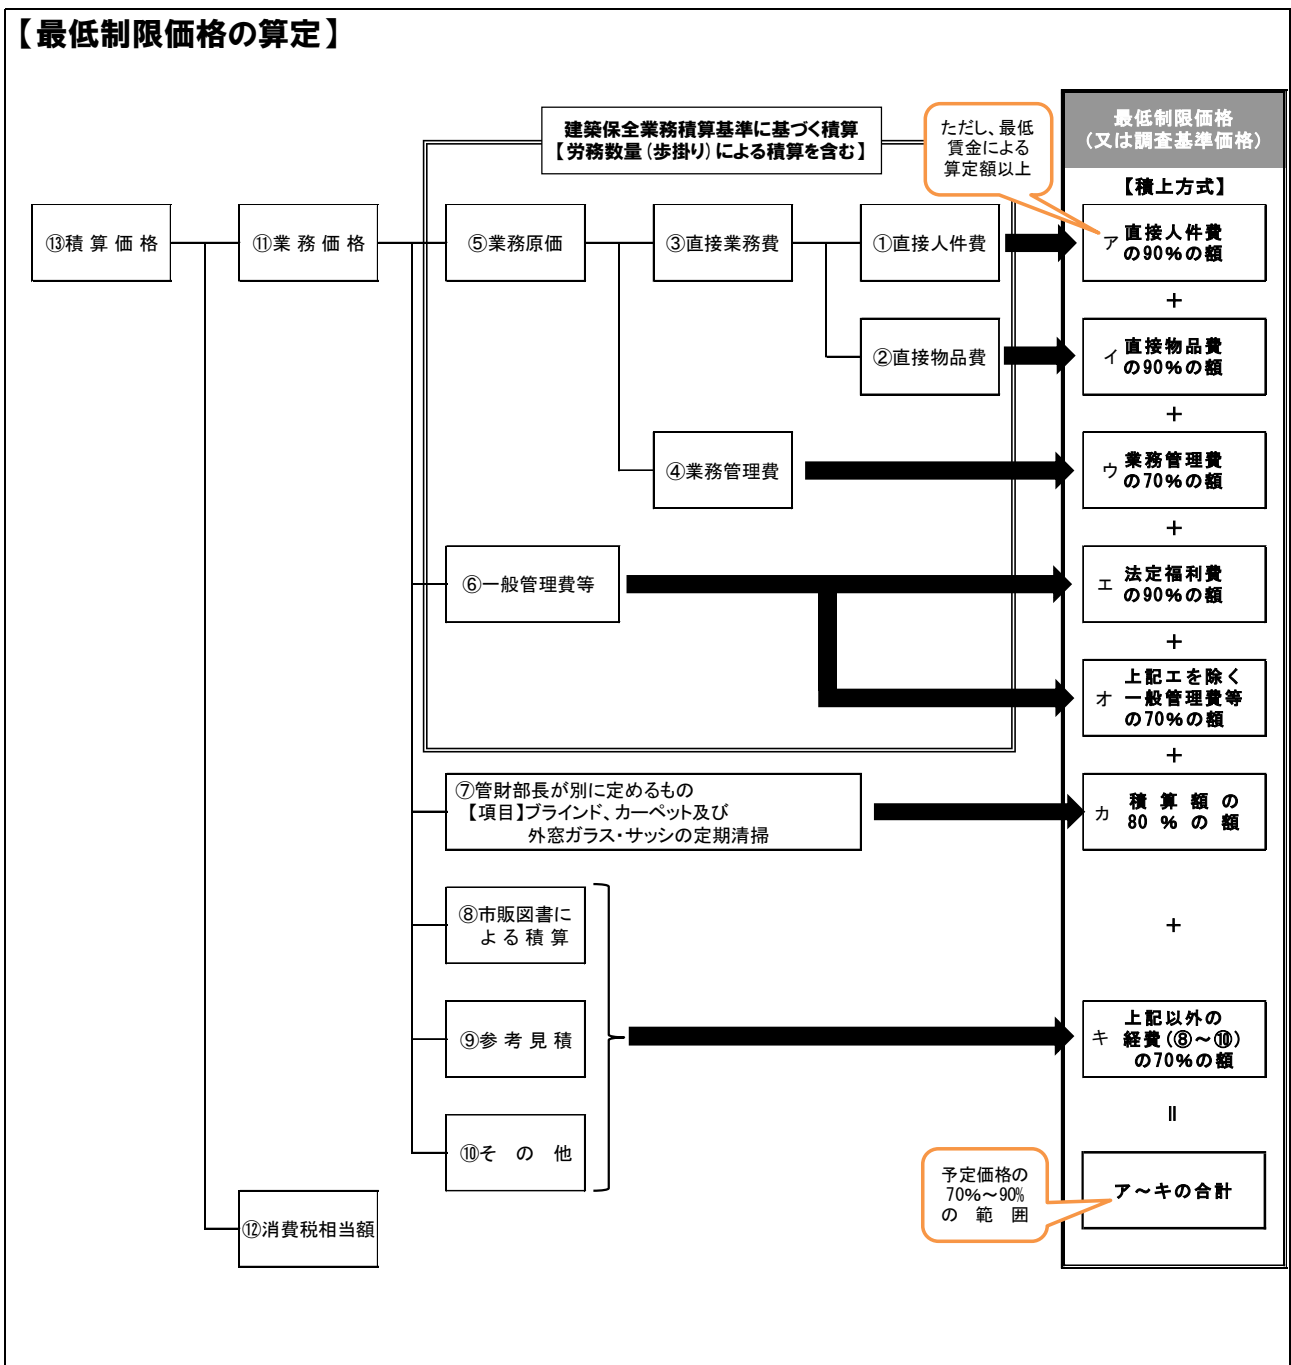 【最低制限価格の算定】
建築保全業務積算基準に基づく積算
【労務数量(歩掛り)による積算を含む】
ただし、最低
賃金による
算定額以上
最低制限価格
(又は調査基準価格)
【積上方式】
⑬積算価格
⑪業務価格
⑤業務原価
③直接業務費
①直接人件費
ア 直接人件費
の90%の額
+
②直接物品費
イ 直接物品費
の90%の額
+
④業務管理費
ウ 業務管理費
の70%の額
+
⑥一般管理費等
エ 法定福利費
の90%の額
+
上記エを除く
オ 一般管理費等
の70%の額
+
⑦管財部長が別に定めるもの
【項目】ブラインド、カーペット及び
外窓ガラス・サッシの定期清掃
カ 積算額の
80%の額
⑧市販図書に
よる積算
+
⑨参考見積
上記以外の
キ 経費(⑧～⑩)
の70%の額
=
⑩その他
予定価格の
70%～90%
の範囲
ア～キの合計
⑫消費税相当額